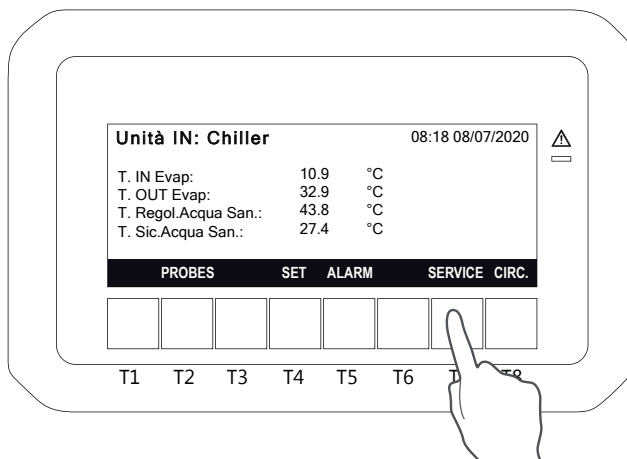 Unità IN: Chiller 08:18 08/07/2020
T. IN Evap: 10.9 °C
T. OUT Evap: 32.9 °C
T. Regol.Acqua San.: 43.8 °C
T. Sic.Acqua San.: 27.4 °C
PROBES SET ALARM SERVICE CIRC.
T1 T2 T3 T4 T5 T6 T8